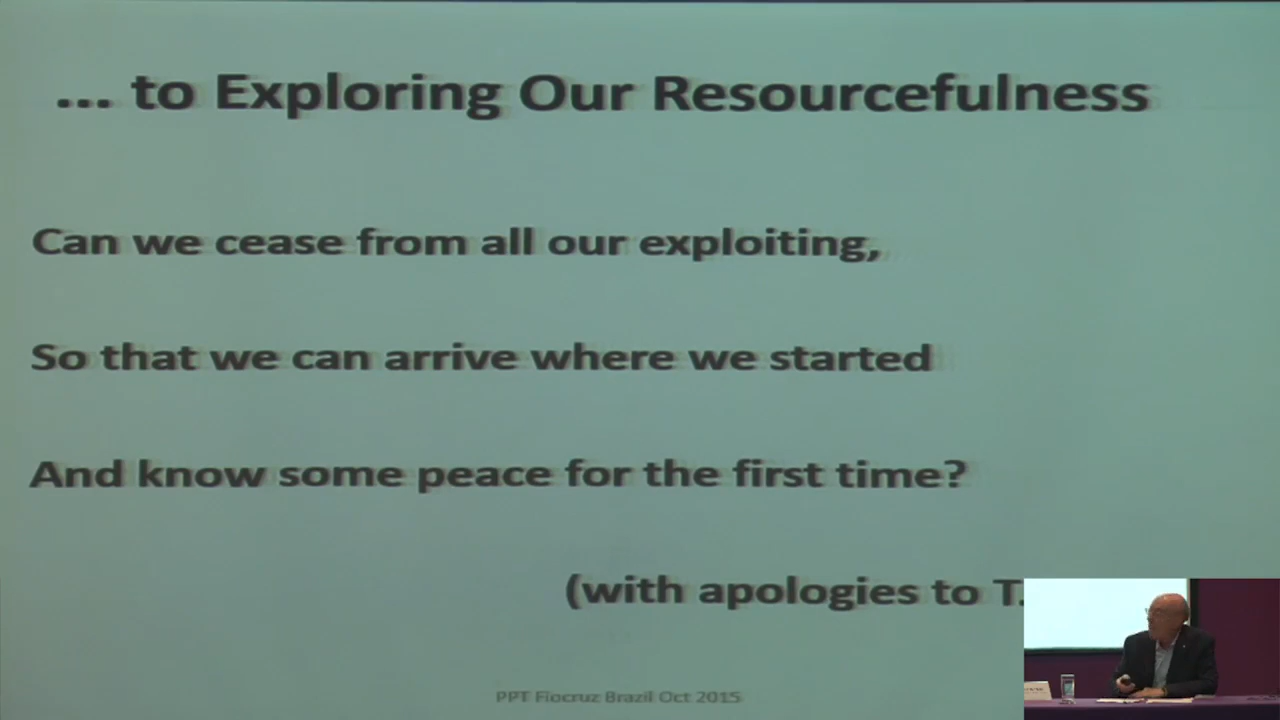 ... to Exploring Our Resourcefulness
Can we cease from all our exploiting,
So that we can arrive where we started
And know some peace for the first time?
(with apologies to T.
PPT Fiocruz Brazil Oct 2015